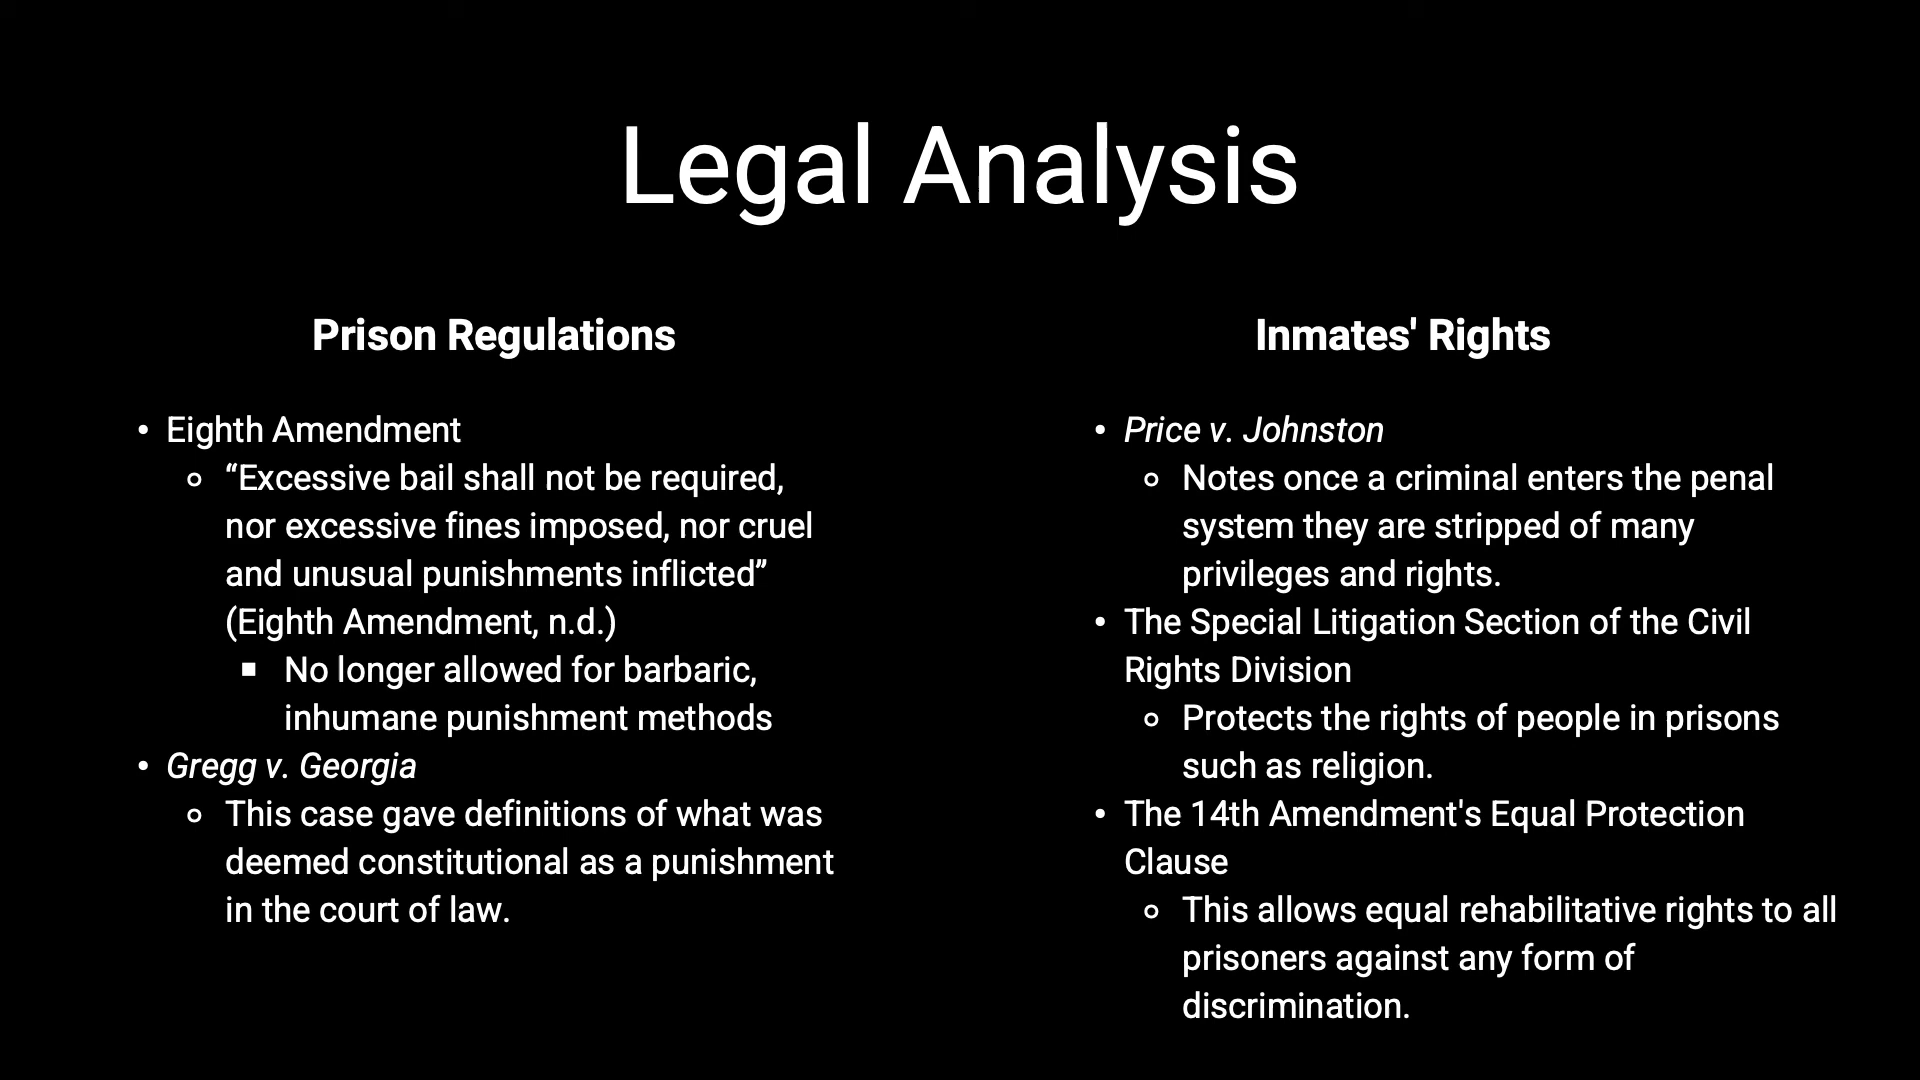 Legal Analysis
Prison Regulations
• Eighth Amendment
“Excessive bail shall not be required,
nor excessive fines imposed, nor cruel
and unusual punishments inflicted”
(Eighth Amendment, n.d.)
No longer allowed for barbaric,
inhumane punishment methods
• Gregg v. Georgia
This case gave definitions of what was
deemed constitutional as a punishment
in the court of law.
Inmates' Rights
• Price v. Johnston
Notes once a criminal enters the penal
system they are stripped of many
privileges and rights.
• The Special Litigation Section of the Civil
Rights Division
Protects the rights of people in prisons
such as religion.
• The 14th Amendment's Equal Protection
Clause
This allows equal rehabilitative rights to all
prisoners against any form of
discrimination.